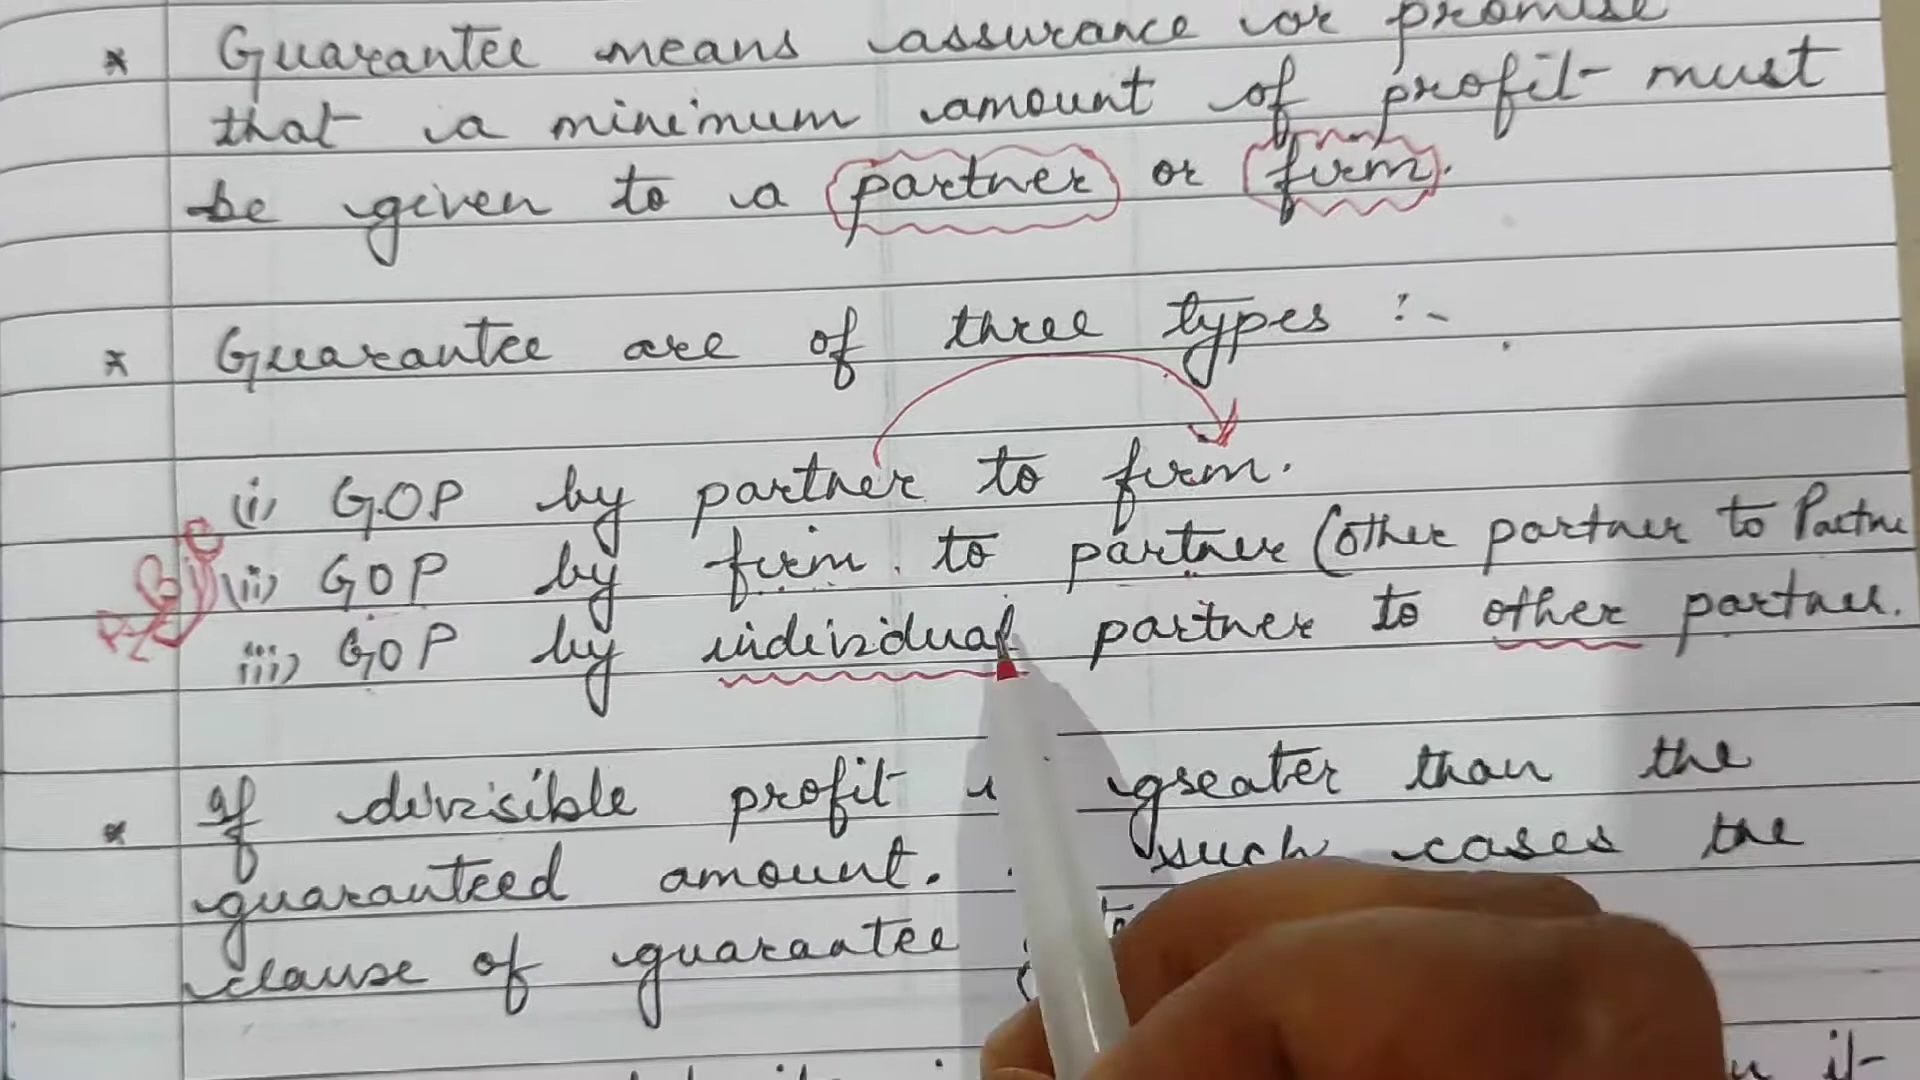 * Guarantee means assurance or promise
that a minimum amount of profit must
be given to a partner or firm.
* Guarantee are of three types :-
(i) GOP by partner to firm.
(ii) GOP by firm to partner (other partner to Partne
iii) GOP by individual partner to other partner.
* If divisible profit greater than the
guaranteed amount. such cases the
clause of guarantee